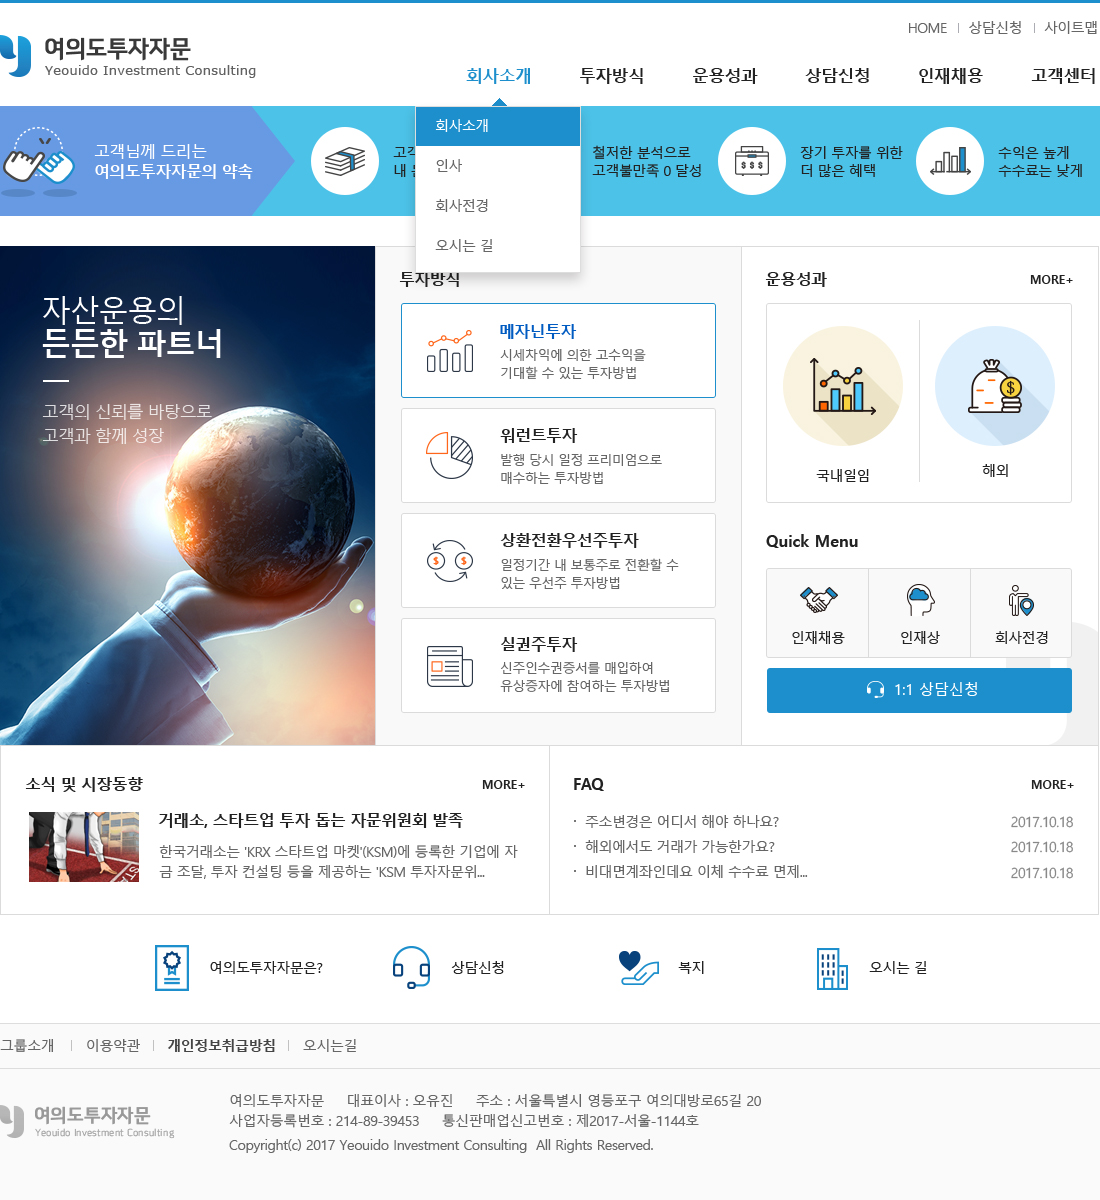 HOME 상담신청 사이트맵
여의도투자자문
Yeouido Investment Consulting
회사소개 투자방식 운용성과 상담신청 인재채용 고객센터
회사소개
인사
회사전경
오시는 길
고객님께 드리는
여의도투자자문의 약속
고객
내
철저한 분석으로
고객불만족 0 달성
장기 투자를 위한
더 많은 혜택
수익은 높게
수수료는 낮게
자산운용의
든든한 파트너
고객의 신뢰를 바탕으로
고객과 함께 성장
투자방식
메자닌투자
시세차익에 의한 고수익을
기대할 수 있는 투자방법
워런트투자
발행 당시 일정 프리미엄으로
매수하는 투자방법
상환전환우선주투자
일정기간 내 보통주로 전환할 수
있는 우선주 투자방법
실권주투자
신주인수권증서를 매입하여
유상증자에 참여하는 투자방법
운용성과 MORE+
국내일임
해외
Quick Menu
인재채용 인재상 회사전경
1:1 상담신청
소식 및 시장동향 MORE+
거래소, 스타트업 투자 돕는 자문위원회 발족
한국거래소는 'KRX 스타트업 마켓'(KSM)에 등록한 기업에 자
금 조달, 투자 컨설팅 등을 제공하는 'KSM 투자자문위...
FAQ MORE+
· 주소변경은 어디서 해야 하나요? 2017.10.18
· 해외에서도 거래가 가능한가요? 2017.10.18
· 비대면계좌인데요 이체 수수료 면제... 2017.10.18
여의도투자자문은? 상담신청 복지 오시는 길
그룹소개 이용약관 개인정보취급방침 오시는길
여의도투자자문
Yeouido Investment Consulting
여의도투자자문 대표이사 : 오유진 주소 : 서울특별시 영등포구 여의대방로65길 20
사업자등록번호 : 214-89-39453 통신판매업신고번호 : 제2017-서울-1144호
Copyright(c) 2017 Yeouido Investment Consulting All Rights Reserved.